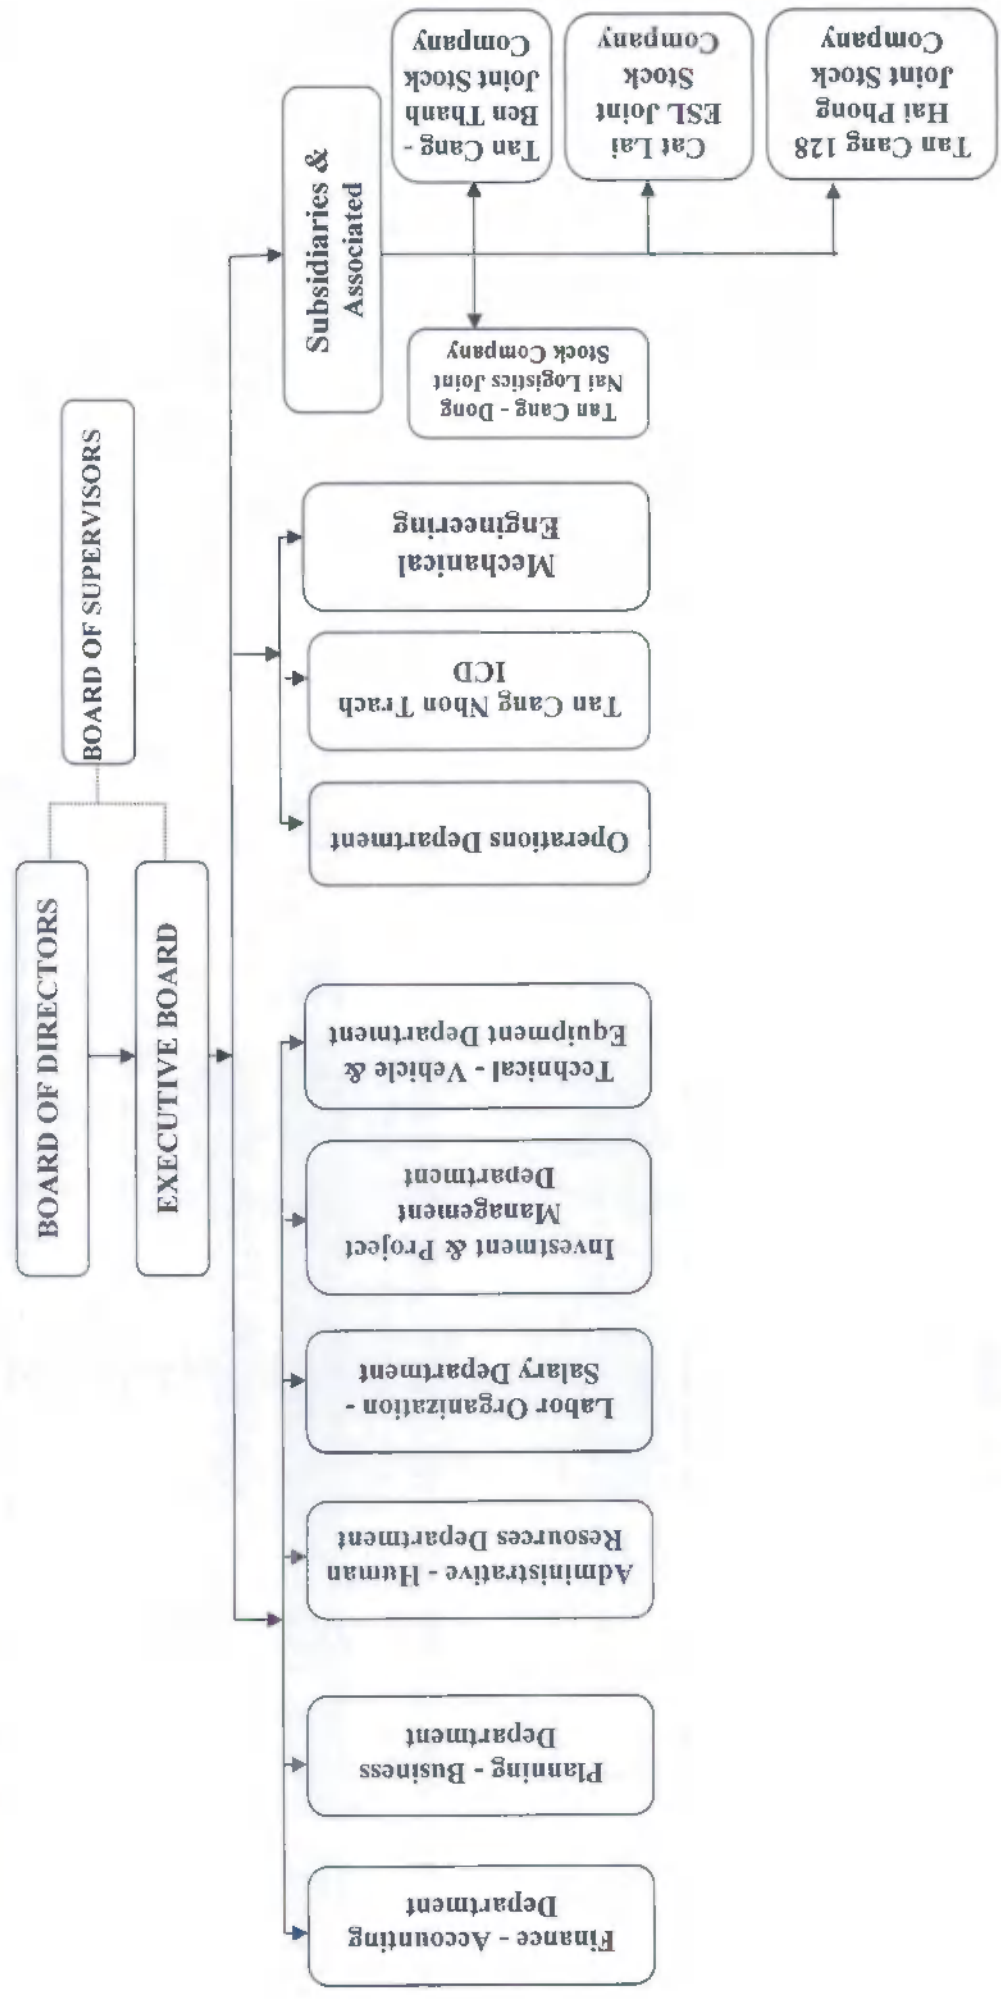 BOARD OF DIRECTORS
BOARD OF SUPERVISORS
EXECUTIVE BOARD
Finance - Accounting
Department
Planning - Business
Department
Administrative - Human
Resources Department
Labor Organization -
Salary Department
Investment & Project
Management
Department
Technical - Vehicle &
Equipment Department
Operations Department
Tan Cang Nhon Trach
ICD
Mechanical
Engineering
Subsidiaries &
Associated
Tan Cang - Dong
Nai Logistics Joint
Stock Company
Tan Cang -
Ben Thanh
Joint Stock
Company
Cat Lai
ESL Joint
Stock
Company
Tan Cang 128
Hai Phong
Joint Stock
Company